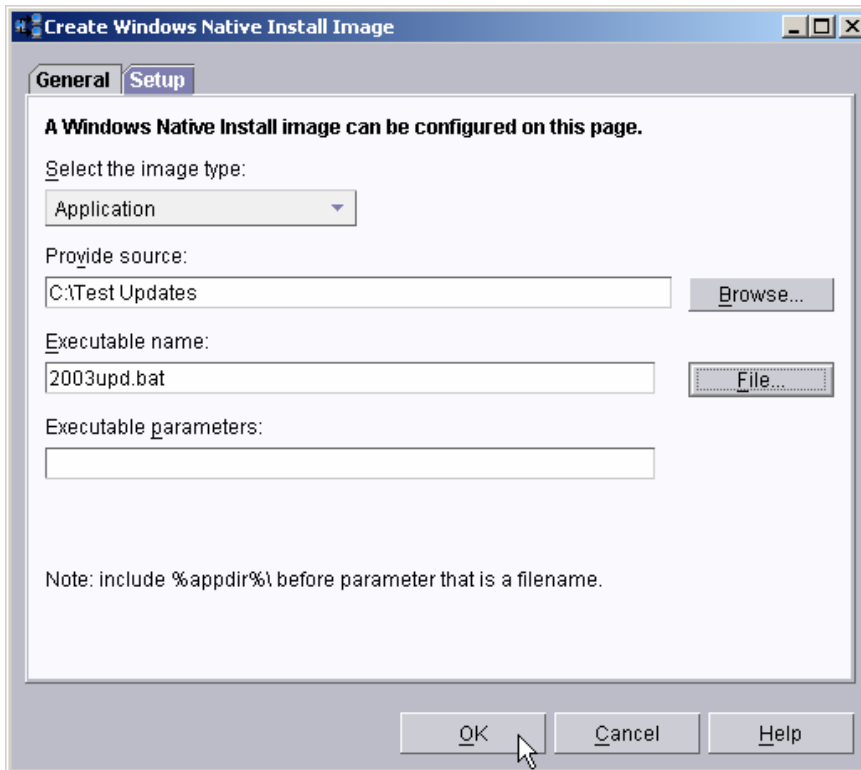 Create Windows Native Install Image
General Setup
A Windows Native Install image can be configured on this page.
Select the image type:
Application
Provide source:
C:\Test Updates Browse...
Executable name:
2003upd.bat File...
Executable parameters:
Note: include %appdir%\ before parameter that is a filename.
OK Cancel Help